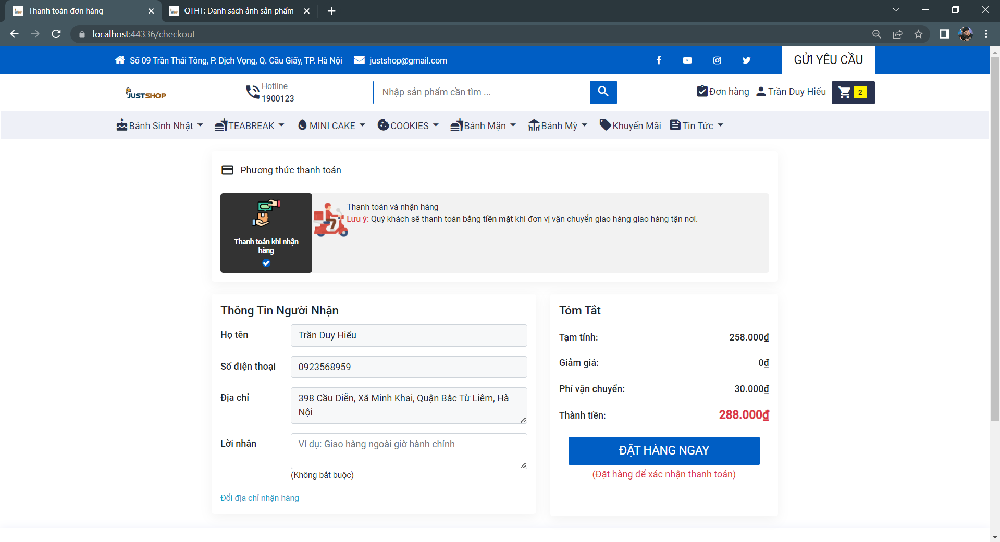 Thanh toán đơn hàng
QTHT: Danh sách ảnh sản phẩm
localhost:44336/checkout
Số 09 Trần Thái Tông, P. Dịch Vọng, Q. Cầu Giấy, TP. Hà Nội
justshop@gmail.com
GỬI YÊU CẦU
JUSTSHOP
Hotline
1900123
Nhập sản phẩm cần tìm ...
Đơn hàng
Trần Duy Hiếu
2
Bánh Sinh Nhật
TEABREAK
MINI CAKE
COOKIES
Bánh Mặn
Bánh Mỳ
Khuyến Mãi
Tin Tức
Phương thức thanh toán
Thanh toán khi nhận
hàng
Thanh toán và nhận hàng
Lưu ý: Quý khách sẽ thanh toán bằng tiền mặt khi đơn vị vận chuyển giao hàng giao hàng tận nơi.
Thông Tin Người Nhận
Họ tên
Trần Duy Hiếu
Số điện thoại
0923568959
Địa chỉ
398 Cầu Diễn, Xã Minh Khai, Quận Bắc Từ Liêm, Hà
Nội
Lời nhắn
Ví dụ: Giao hàng ngoài giờ hành chính
(Không bắt buộc)
Đổi địa chỉ nhận hàng
Tóm Tắt
Tạm tính:
258.000₫
Giảm giá:
0₫
Phí vận chuyển:
30.000₫
Thành tiền:
288.000₫
ĐẶT HÀNG NGAY
(Đặt hàng để xác nhận thanh toán)